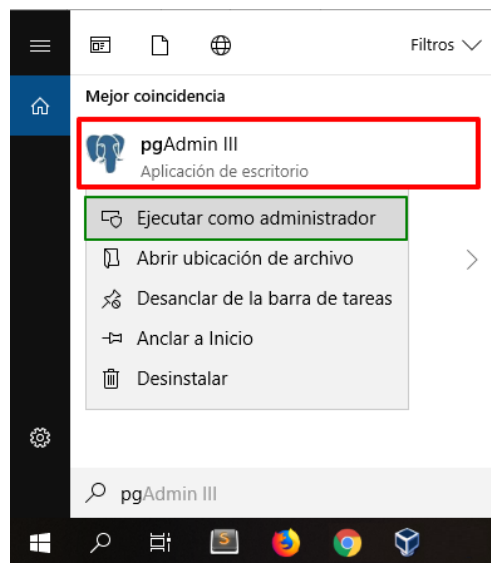 Filtros
Mejor coincidencia
pgAdmin III
Aplicación de escritorio
Ejecutar como administrador
Abrir ubicación de archivo
Desanclar de la barra de tareas
Anclar a Inicio
Desinstalar
pgAdmin III